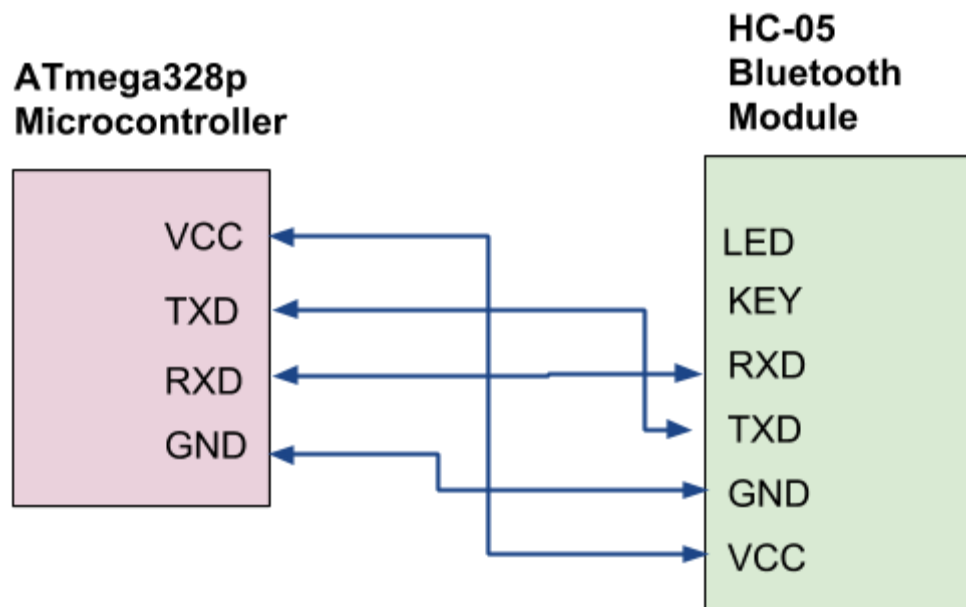 ATmega328p
Microcontroller
VCC
TXD
RXD
GND
HC-05
Bluetooth
Module
LED
KEY
RXD
TXD
GND
VCC